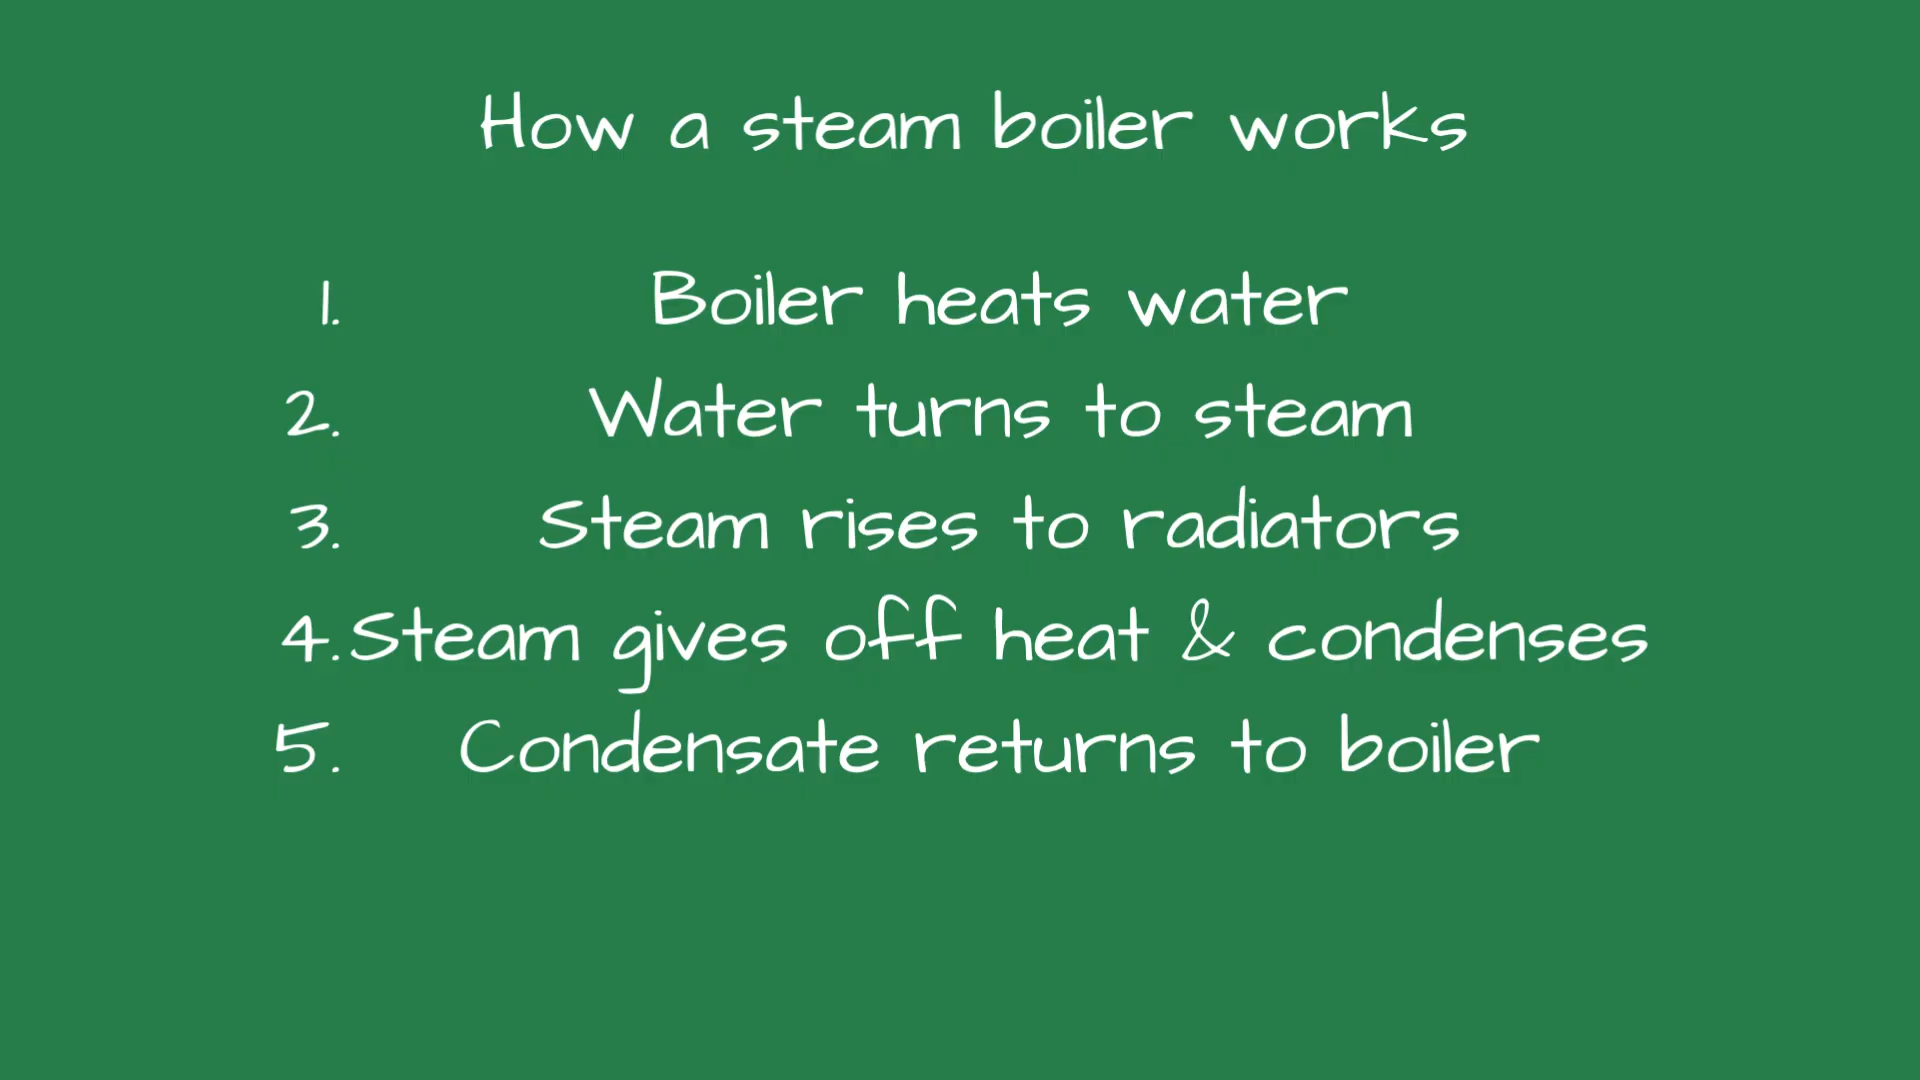 How a steam boiler works
1. Boiler heats water
2. Water turns to steam
3. Steam rises to radiators
4. Steam gives off heat & condenses
5. Condensate returns to boiler